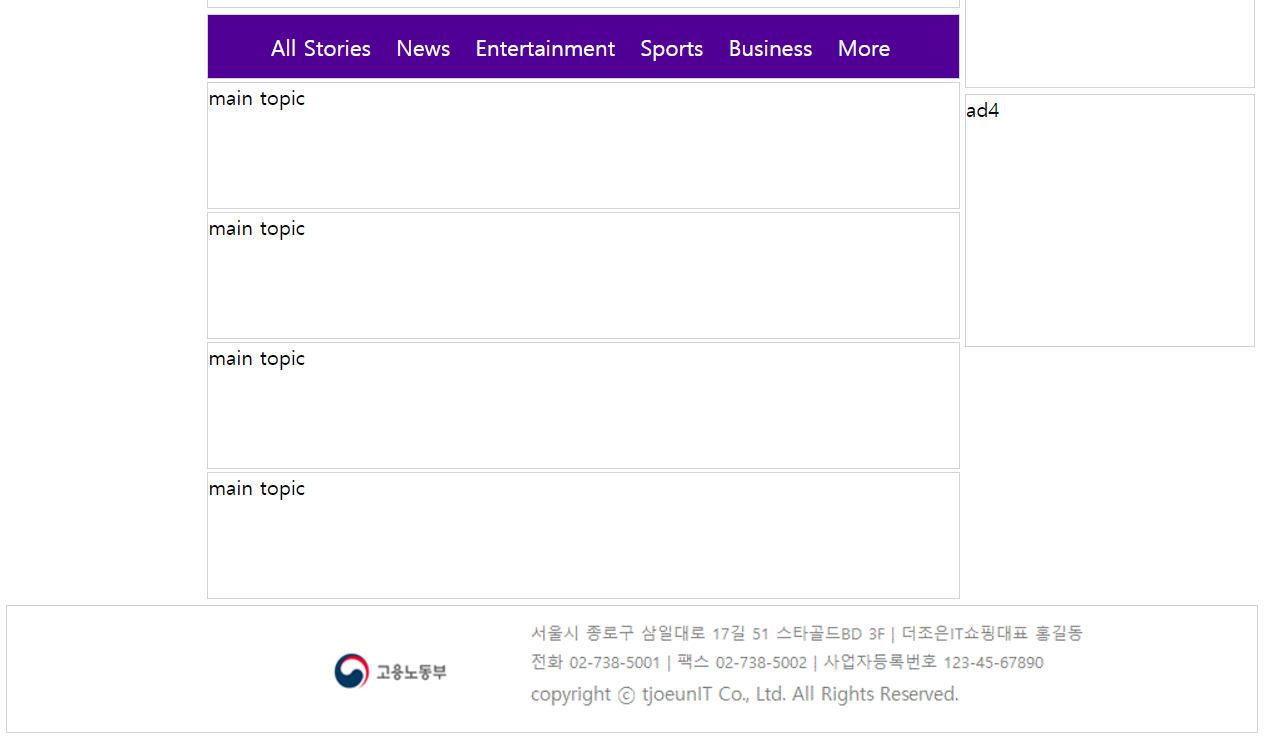 All Stories News Entertainment Sports Business More
main topic
main topic
main topic
main topic
ad4
고용노동부
서울시 종로구 삼일대로 17길 51 스타골드BD 3F | 더조은IT쇼핑대표 홍길동
전화 02-738-5001 | 팩스 02-738-5002 | 사업자등록번호 123-45-67890
copyright ⓒ tjoeunIT Co., Ltd. All Rights Reserved.